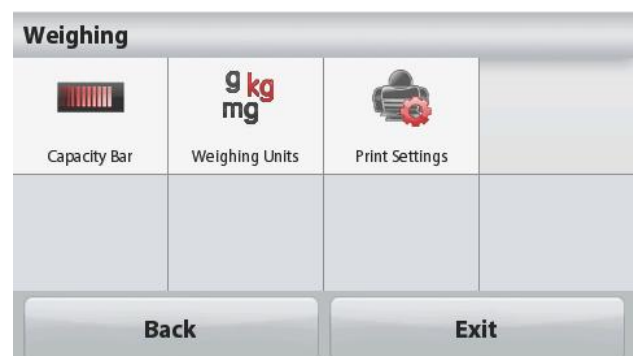 Weighing
g kg
mg
Capacity Bar
Weighing Units
Print Settings
Back
Exit